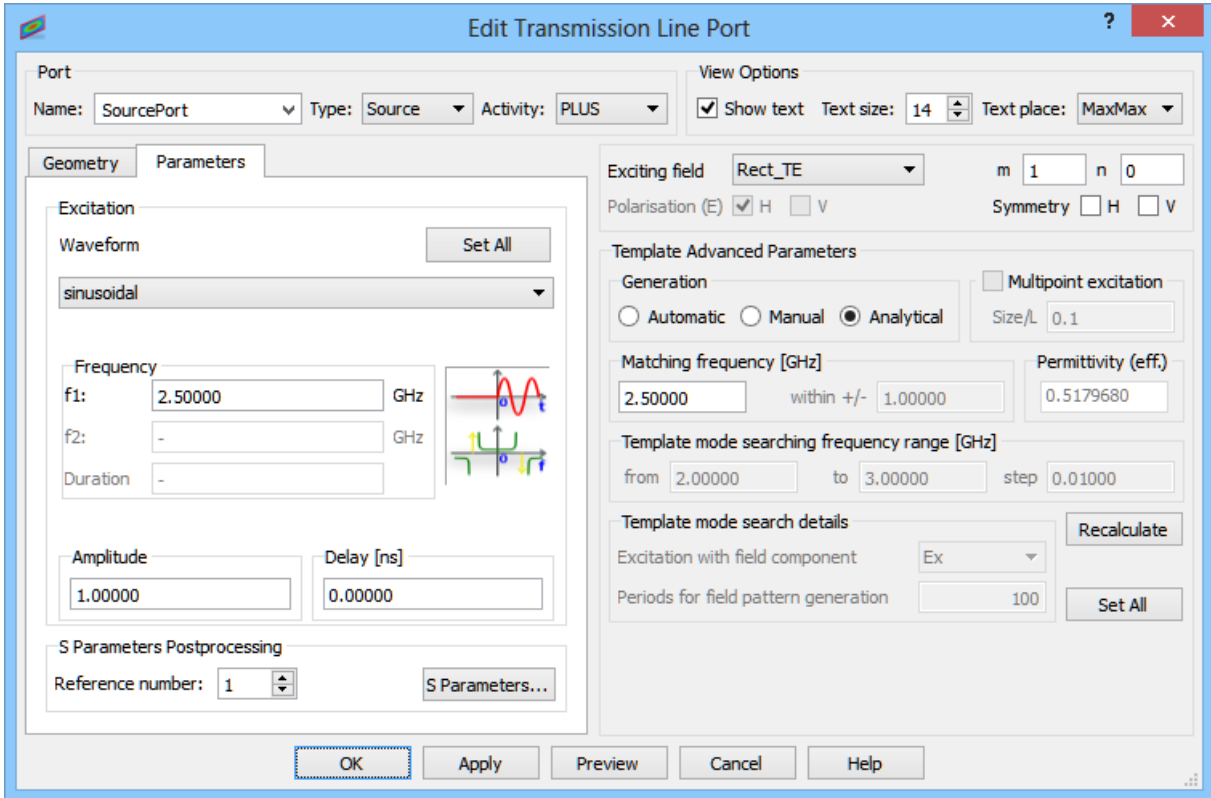 Edit Transmission Line Port
?
Port
Name: SourcePort Type: Source Activity: PLUS
View Options
Show text Text size: 14 Text place: MaxMax
Geometry Parameters
Excitation
Waveform Set All
sinusoidal
Frequency
f1: 2.50000 GHz
f2: - GHz
Duration -
0 t
0 f
Amplitude
1.00000
Delay [ns]
0.00000
S Parameters Postprocessing
Reference number: 1 S Parameters...
Exciting field Rect_TE m 1 n 0
Polarisation (E) H V Symmetry H V
Template Advanced Parameters
Generation
Automatic Manual Analytical
Multipoint excitation
Size/L 0.1
Matching frequency [GHz]
2.50000 within +/- 1.00000
Permittivity (eff.)
0.5179680
Template mode searching frequency range [GHz]
from 2.00000 to 3.00000 step 0.01000
Template mode search details
Excitation with field component Ex
Periods for field pattern generation 100
Recalculate
Set All
OK Apply Preview Cancel Help